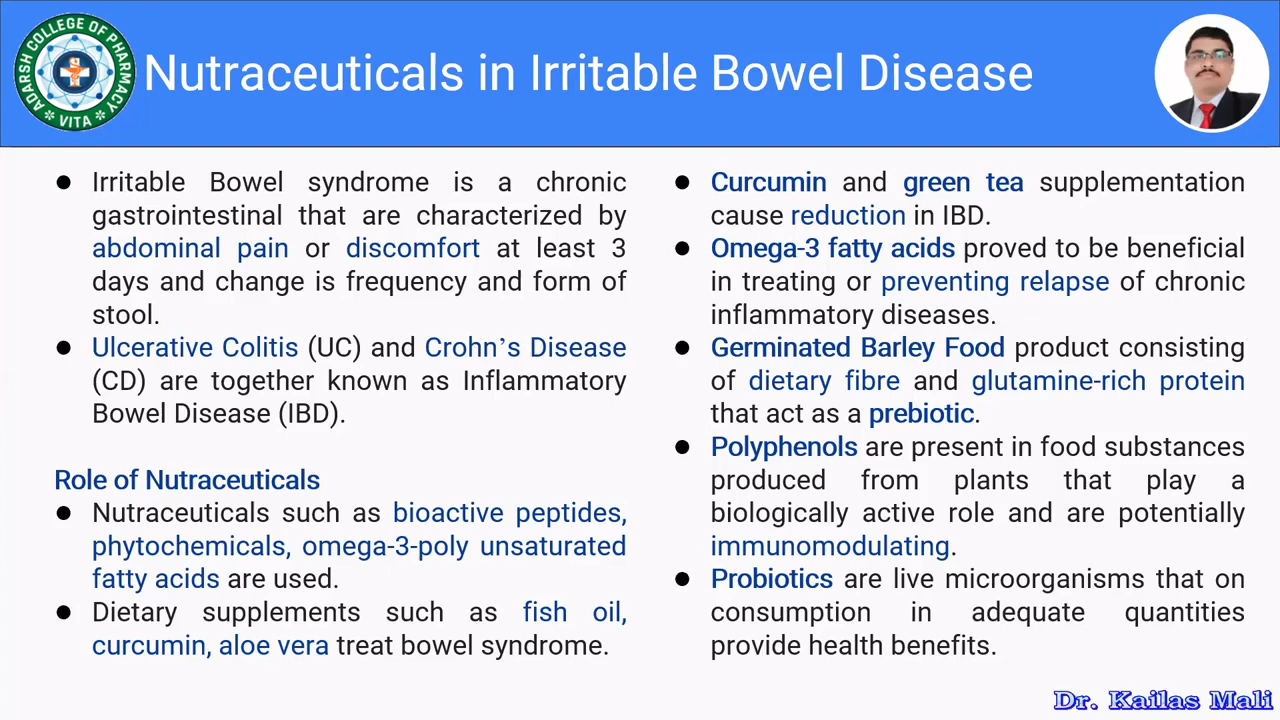 ADARSH COLLEGE OF PHARMACY
VITA
Nutraceuticals in Irritable Bowel Disease
● Irritable Bowel syndrome is a chronic
gastrointestinal that are characterized by
abdominal pain or discomfort at least 3
days and change is frequency and form of
stool.
● Ulcerative Colitis (UC) and Crohn's Disease
(CD) are together known as Inflammatory
Bowel Disease (IBD).
Role of Nutraceuticals
● Nutraceuticals such as bioactive peptides,
phytochemicals, omega-3-poly unsaturated
fatty acids are used.
● Dietary supplements such as fish oil,
curcumin, aloe vera treat bowel syndrome.
● Curcumin and green tea supplementation
cause reduction in IBD.
● Omega-3 fatty acids proved to be beneficial
in treating or preventing relapse of chronic
inflammatory diseases.
● Germinated Barley Food product consisting
of dietary fibre and glutamine-rich protein
that act as a prebiotic.
● Polyphenols are present in food substances
produced from plants that play a
biologically active role and are potentially
immunomodulating.
● Probiotics are live microorganisms that on
consumption in adequate quantities
provide health benefits.
Dr. Kailas Mali